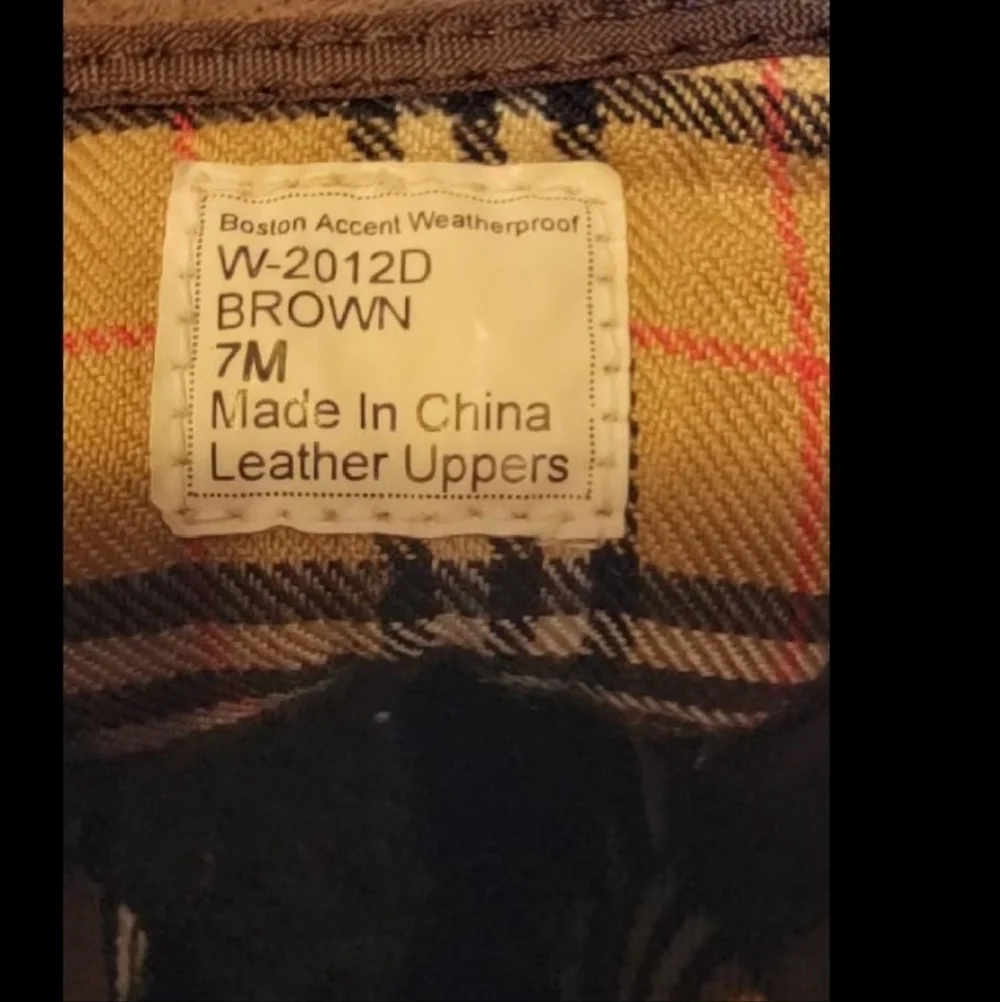 Boston Accent Weatherproof
W-2012D
BROWN
7M
Made In China
Leather Uppers